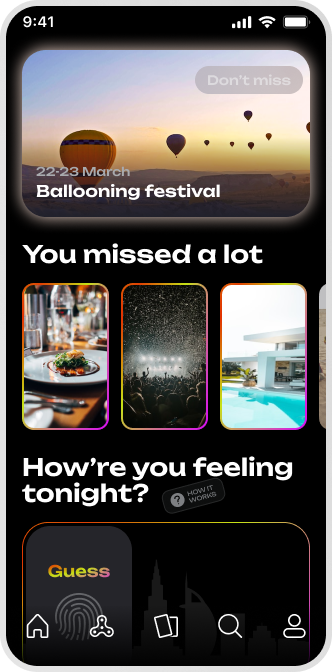 9:41
Don't miss
22-23 March
Ballooning festival
You missed a lot
How're you feeling
tonight?
HOW IT
WORKS
Guess